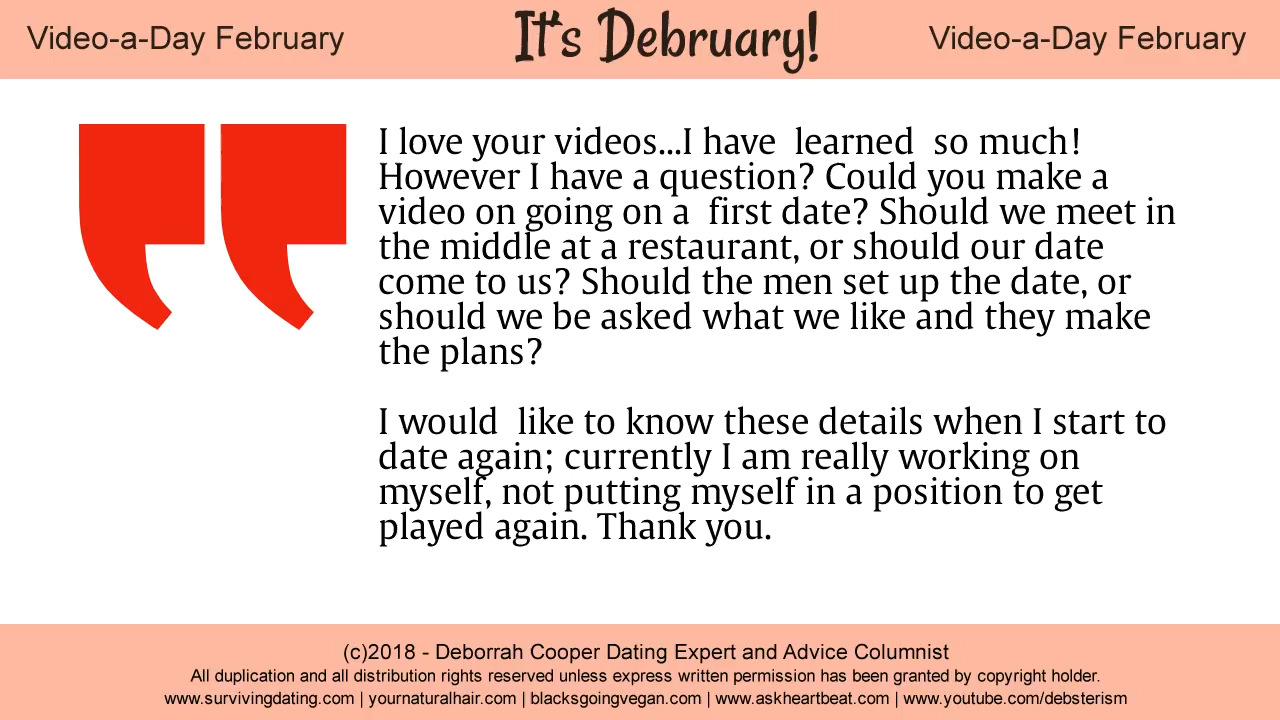 Video-a-Day February
It's Debruary!
Video-a-Day February
I love your videos...I have learned so much!
However I have a question? Could you make a
video on going on a first date? Should we meet in
the middle at a restaurant, or should our date
come to us? Should the men set up the date, or
should we be asked what we like and they make
the plans?
I would like to know these details when I start to
date again; currently I am really working on
myself, not putting myself in a position to get
played again. Thank you.
(c)2018 - Deborrah Cooper Dating Expert and Advice Columnist
All duplication and all distribution rights reserved unless express written permission has been granted by copyright holder.
www.survivingdating.com | yournaturalhair.com | blacksgoingvegan.com | www.askheartbeat.com | www.youtube.com/debsterism